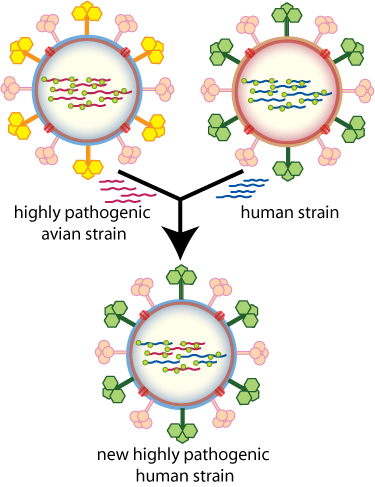 highly pathogenic
avian strain
human strain
new highly pathogenic
human strain